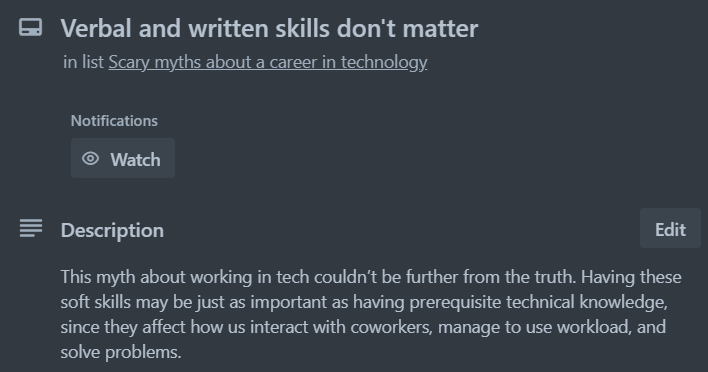 Verbal and written skills don't matter
in list Scary myths about a career in technology
Notifications
Watch
Description
Edit
This myth about working in tech couldn’t be further from the truth. Having these
soft skills may be just as important as having prerequisite technical knowledge,
since they affect how us interact with coworkers, manage to use workload, and
solve problems.